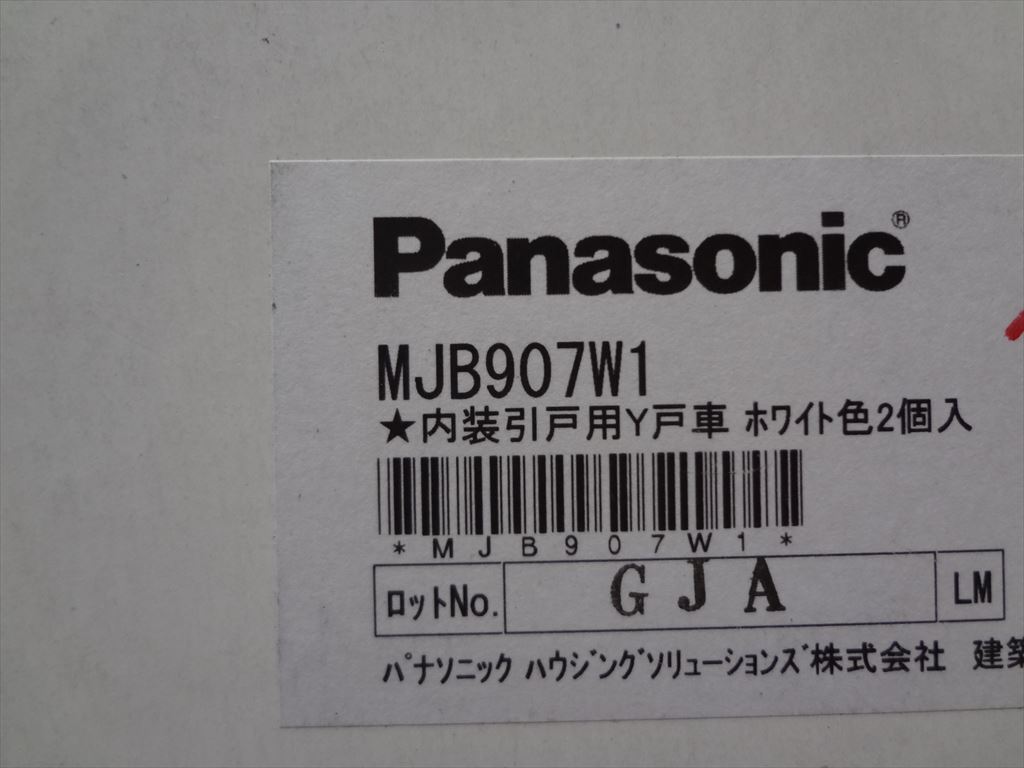 Panasonic®
MJB907W1
★内装引戸用Y戸車 ホワイト色2個入
*MJB907W1*
ロットNo. GJA LM
パナソニック ハウジングソリューションズ株式会社 建築